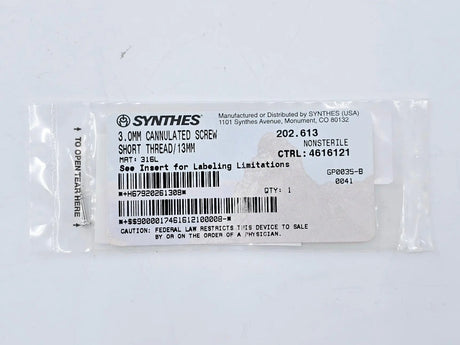 SYNTHES®
Manufactured or Distributed by SYNTHES (USA)
1101 Synthes Avenue, Monument, CO 80132
3.0MM CANNULATED SCREW
SHORT THREAD/13MM
MAT: 316L
202.613
NONSTERILE
CTRL: 4616121
See Insert for Labeling Limitations
GP0035-B
0041
*+H67920261308*
QTY: 1
*+$$9000017461612100008-*
CAUTION: FEDERAL LAW RESTRICTS THIS DEVICE TO SALE
BY OR ON THE ORDER OF A PHYSICIAN.
TO OPEN TEAR HERE